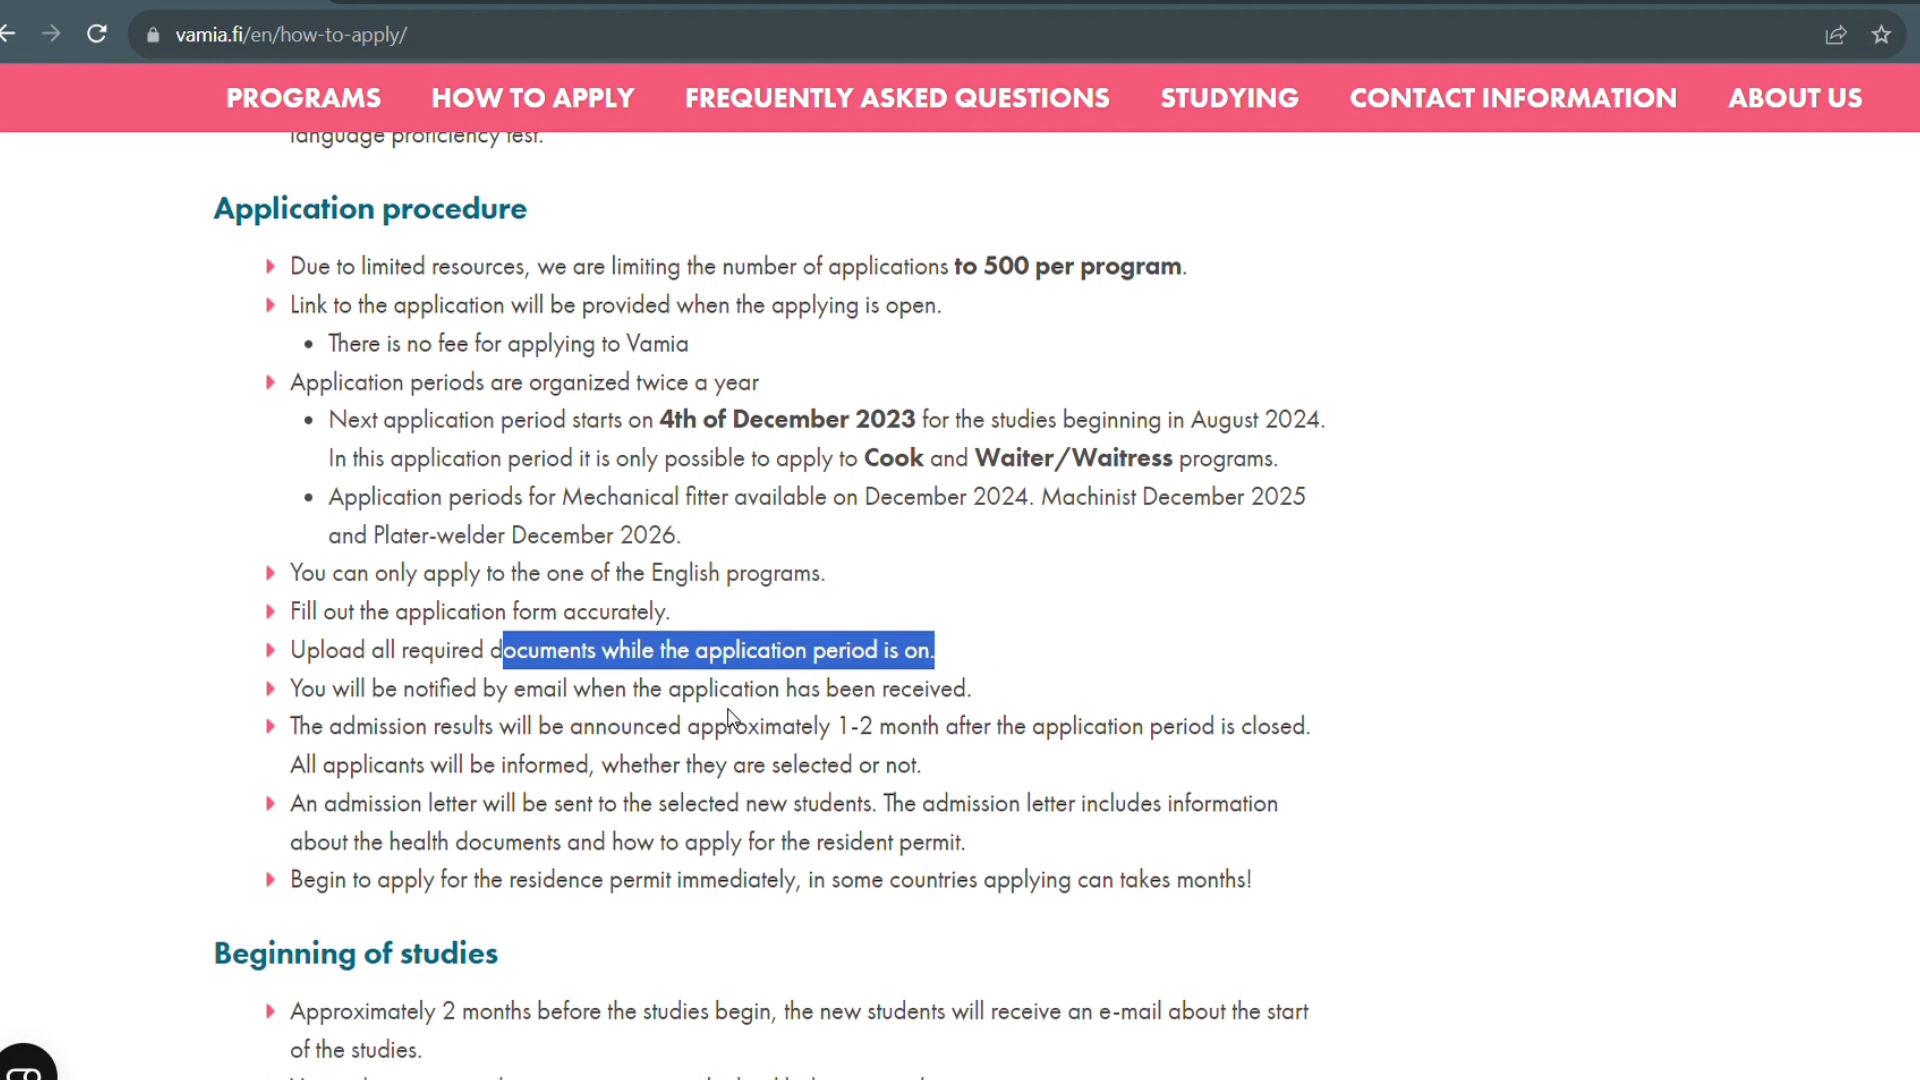 vamia.fi/en/how-to-apply/
PROGRAMS HOW TO APPLY FREQUENTLY ASKED QUESTIONS STUDYING CONTACT INFORMATION ABOUT US
language proficiency test.
Application procedure
Due to limited resources, we are limiting the number of applications to 500 per program.
Link to the application will be provided when the applying is open.
There is no fee for applying to Vamia
Application periods are organized twice a year
Next application period starts on 4th of December 2023 for the studies beginning in August 2024.
In this application period it is only possible to apply to Cook and Waiter/Waitress programs.
Application periods for Mechanical fitter available on December 2024. Machinist December 2025
and Plater-welder December 2026.
You can only apply to the one of the English programs.
Fill out the application form accurately.
Upload all required documents while the application period is on.
You will be notified by email when the application has been received.
The admission results will be announced approximately 1-2 month after the application period is closed.
All applicants will be informed, whether they are selected or not.
An admission letter will be sent to the selected new students. The admission letter includes information
about the health documents and how to apply for the resident permit.
Begin to apply for the residence permit immediately, in some countries applying can takes months!
Beginning of studies
Approximately 2 months before the studies begin, the new students will receive an e-mail about the start
of the studies.